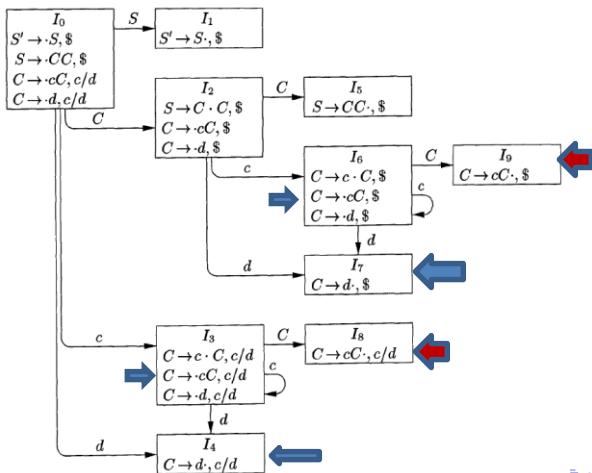 I₀
S' → ·S, $
S → ·CC, $
C → ·cC, c/d
C → ·d, c/d
S
I₁
S' → S·, $
C
I₂
S → C · C, $
C → ·cC, $
C → ·d, $
C
I₅
S → CC·, $
c
I₆
C → c · C, $
C → ·cC, $
C → ·d, $
C
I₉
C → cC·, $
c
d
d
I₇
C → d·, $
c
I₃
C → c · C, c/d
C → ·cC, c/d
C → ·d, c/d
C
I₈
C → cC·, c/d
c
d
d
I₄
C → d·, c/d